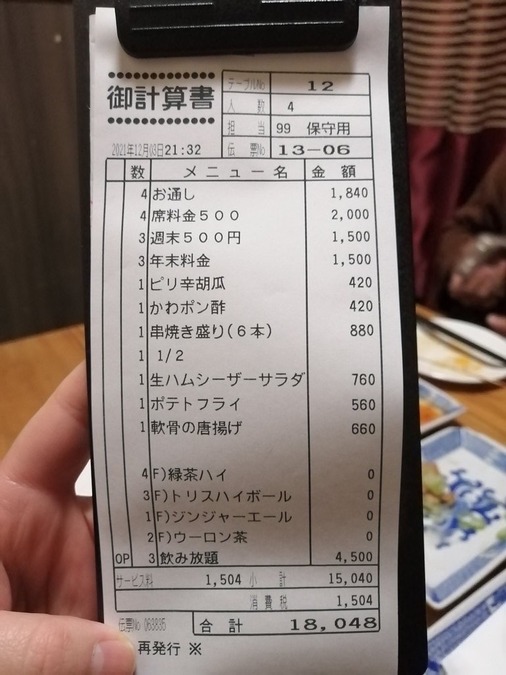 御計算書
テーブルNo 12
人数 4
担当 99 保守用
2021年12月03日21:32 伝票No 13-06
数 メニュー名 金額
4 お通し 1,840
4 席料金500 2,000
3 週末500円 1,500
3 年末料金 1,500
1 ピリ辛胡瓜 420
1 かわポン酢 420
1 串焼き盛り(6本) 880
1 1/2
1 生ハムシーザーサラダ 760
1 ポテトフライ 560
1 軟骨の唐揚げ 660
4 F)緑茶ハイ 0
3 F)トリスハイボール 0
1 F)ジンジャーエール 0
2 F)ウーロン茶 0
OP 3 飲み放題 4,500
サービス料 1,504 小計 15,040
消費税 1,504
伝票No 063835 合計 18,048
再発行 ※